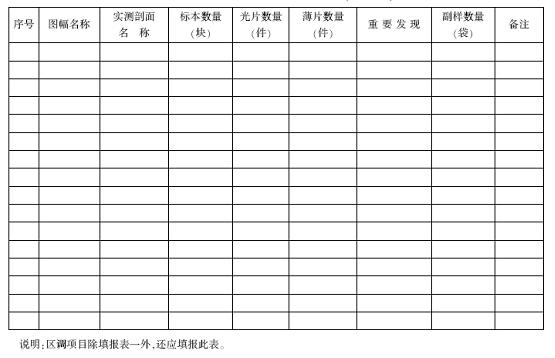 序号 图幅名称 实测剖面名 称 标本数量(块) 光片数量(件) 薄片数量(件) 重要发现 副样数量(袋) 备注
说明:区调项目除填报表一外,还应填报此表。